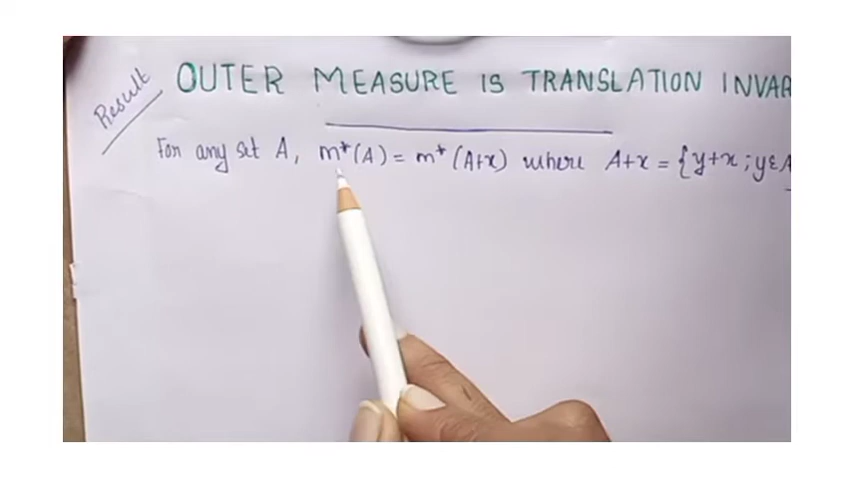 Result
OUTER MEASURE IS TRANSLATION INVAR
For any set A, m*(A) = m*(A+x) where A+x = {y+x ; y ε A